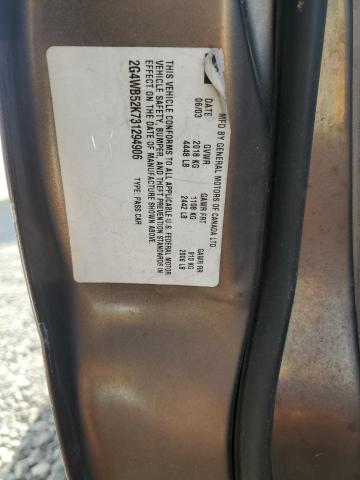 MFD BY GENERAL MOTORS OF CANADA LTD.
DATE GVWR GAWR FRT GAWR RR
06/03 2018 KG 1108 KG 910 KG
4448 LB 2442 LB 2006 LB
THIS VEHICLE CONFORMS TO ALL APPLICABLE U.S. FEDERAL MOTOR
VEHICLE SAFETY, BUMPER, AND THEFT PREVENTION STANDARDS IN
EFFECT ON THE DATE OF MANUFACTURE SHOWN ABOVE.
2G4WB52K731294906 TYPE: PASS CAR